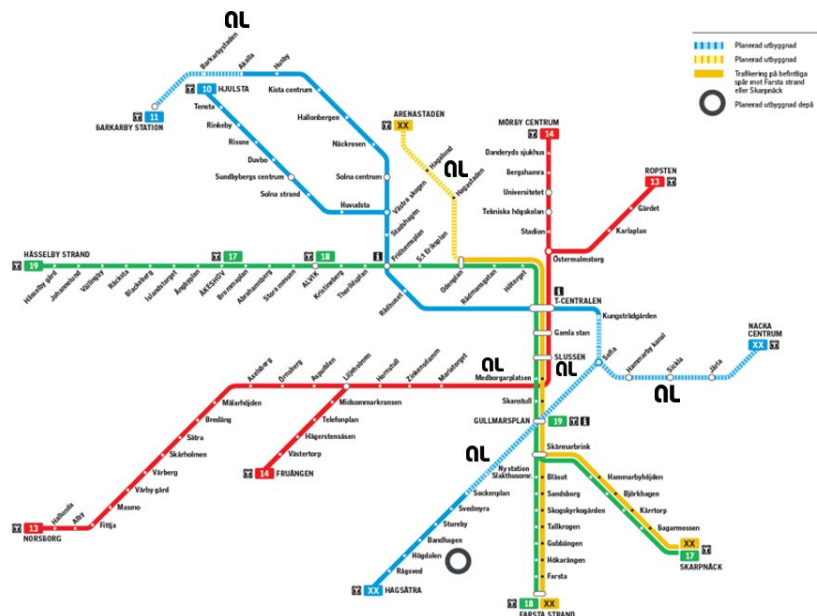 aL
Barkarbystaden
Akalla
Husby
10 HJULSTA
Kista centrum
11
BARKARBY STATION
Tensta
Rinkeby
Rissne
Duvbo
Sundbybergs centrum
Solna strand
Huvudsta
Hallonbergen
Näckrosen
Solna centrum
Västra skogen
Stadshagen
Fridhemsplan
S:t Eriksplan
ARENASTADEN
XX
Hagalund
aL
Hagastaden
MÖRBY CENTRUM
14
Danderyds sjukhus
Bergshamra
Universitetet
Tekniska högskolan
Stadion
Östermalmstorg
ROPSTEN
13
Gärdet
Karlaplan
Planerad utbyggnad
Planerad utbyggnad
Trafikering på befintliga
spår mot Farsta strand
eller Skarpnäck
Planerad utbyggnad depå
HÄSSELBY STRAND
19
Hässelby gård
Johannelund
Vällingby
Råcksta
Blackeberg
Islandstorget
Ängbyplan
17
ÅKESHOV
Brommaplan
Abrahamsberg
Stora mossen
18
ALVIK
Kristineberg
Thorildsplan
Rådhuset
Odenplan
Rådmansgatan
Hötorget
T-CENTRALEN
Kungsträdgården
Gamla stan
SLUSSEN
Sofia
Hammarby kanal
Sickla
Järla
NACKA
CENTRUM
XX
aL
aL
Medborgarplatsen
aL
Skanstull
GULLMARSPLAN
19
Axelsberg
Örnsberg
Aspudden
Liljeholmen
Hornstull
Zinkensdamm
Mariatorget
Mälarhöjden
Bredäng
Sätra
Skärholmen
Vårberg
Vårby gård
Masmo
Fittja
Alby
Hallunda
13
NORSBORG
Midsommarkransen
Telefonplan
Hägerstensåsen
Västertorp
14
FRUÄNGEN
aL
Ny station
Slakthusomr.
Sockenplan
Svedmyra
Stureby
Bandhagen
Högdalen
Rågsved
XX HAGSÄTRA
Skärmarbrink
Blåsut
Sandsborg
Skogskyrkogården
Tallkrogen
Gubbängen
Hökarängen
Farsta
18 XX
FARSTA STRAND
Hammarbyhöjden
Björkhagen
Kärrtorp
Bagarmossen
XX
17
SKARPNÄCK